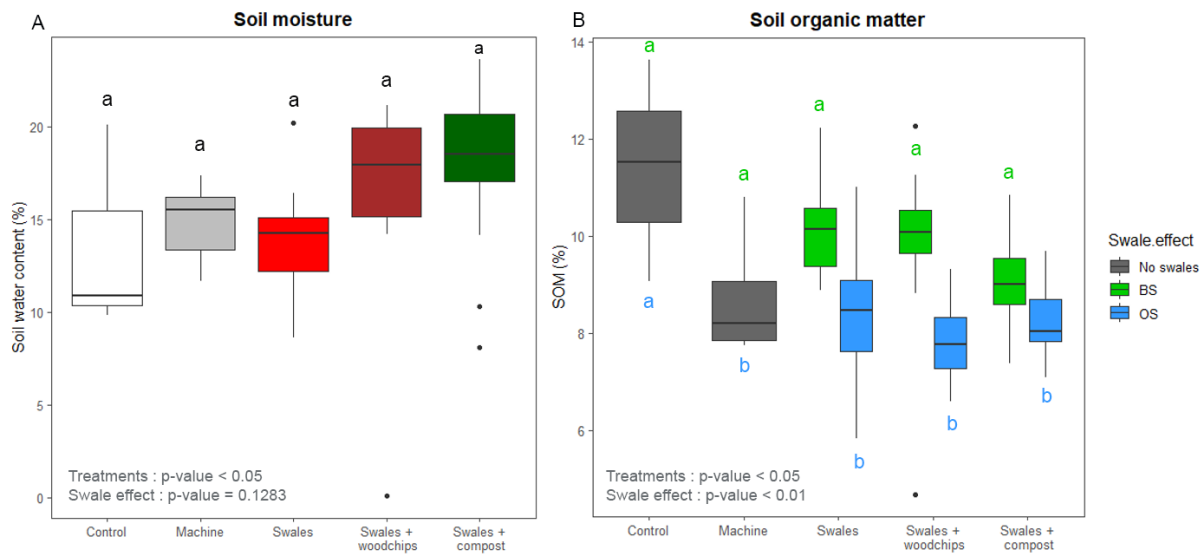 A
Soil moisture
Soil water content (%)
20
15
10
5
0
a
a
a
a
a
Treatments : p-value < 0.05
Swale effect : p-value = 0.1283
Control
Machine
Swales
Swales +
woodchips
Swales +
compost
B
Soil organic matter
SOM (%)
14
12
10
8
6
a
a
a
b
a
b
a
b
a
b
Treatments : p-value < 0.05
Swale effect : p-value < 0.01
Control
Machine
Swales
Swales +
woodchips
Swales +
compost
Swale.effect
No swales
BS
OS